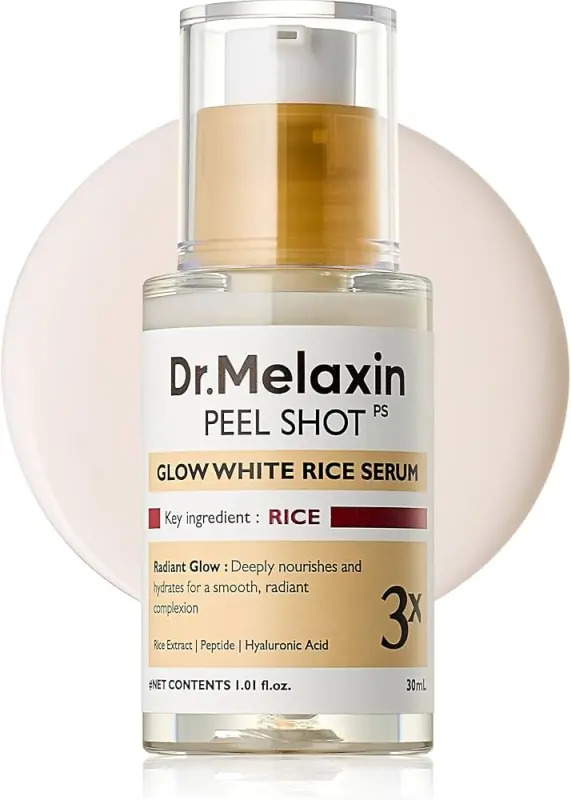 Dr.Melaxin
PEEL SHOT PS
GLOW WHITE RICE SERUM
Key ingredient : RICE
Radiant Glow : Deeply nourishes and
hydrates for a smooth, radiant
complexion
3x
Rice Extract | Peptide | Hyaluronic Acid
#NET CONTENTS 1.01 fl.oz. 30mL